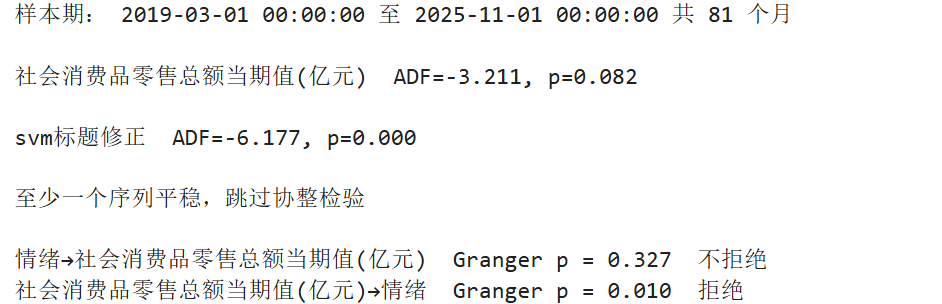 样本期： 2019-03-01 00:00:00 至 2025-11-01 00:00:00 共 81 个月
社会消费品零售总额当期值(亿元) ADF=-3.211, p=0.082
svm标题修正 ADF=-6.177, p=0.000
至少一个序列平稳，跳过协整检验
情绪→社会消费品零售总额当期值(亿元) Granger p = 0.327 不拒绝
社会消费品零售总额当期值(亿元)→情绪 Granger p = 0.010 拒绝